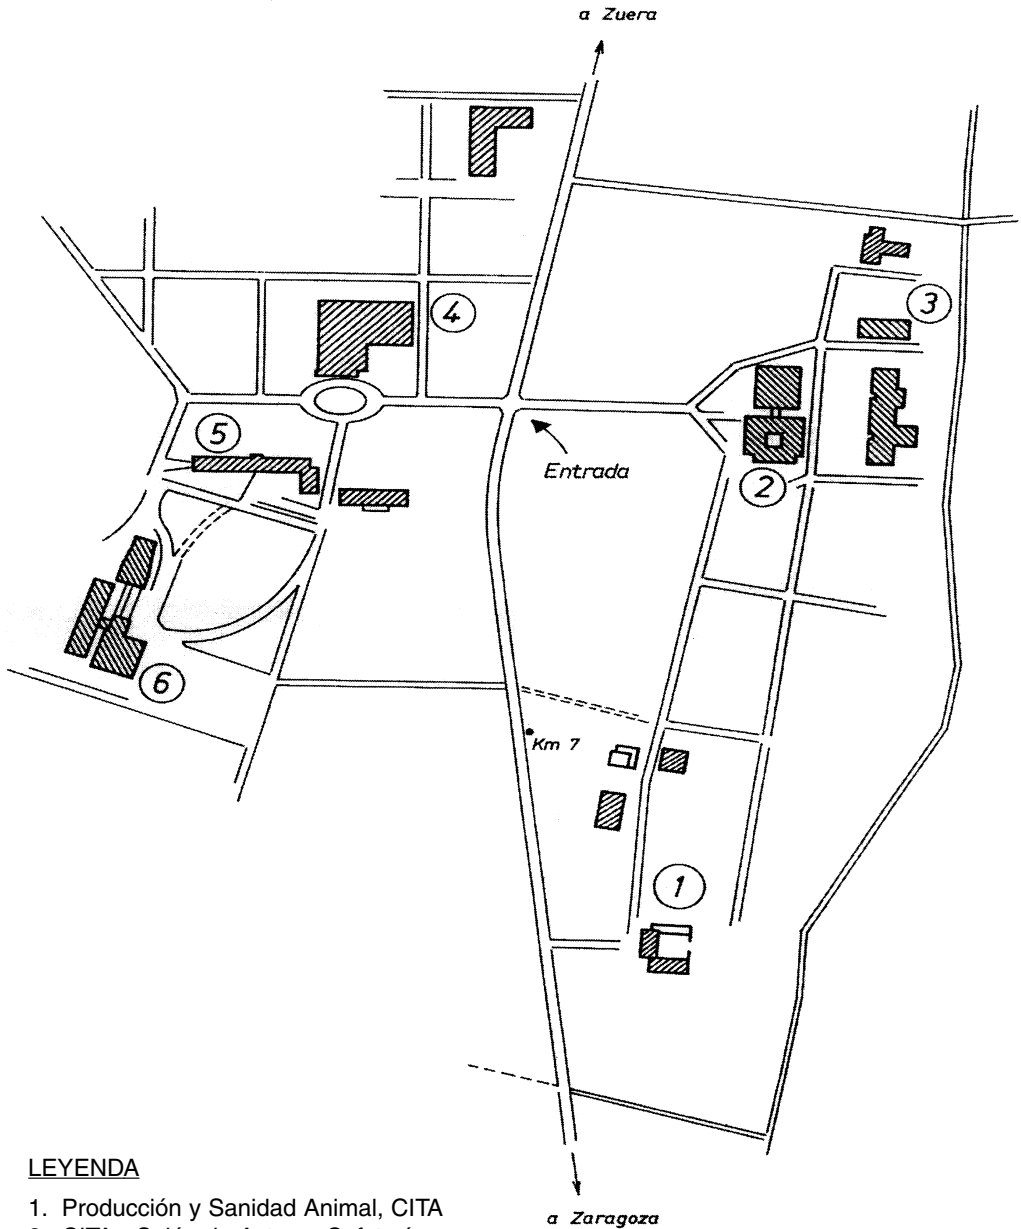 a Zuera
4
3
5
Entrada
2
6
Km 7
1
a Zaragoza
LEYENDA
1. Producción y Sanidad Animal, CITA